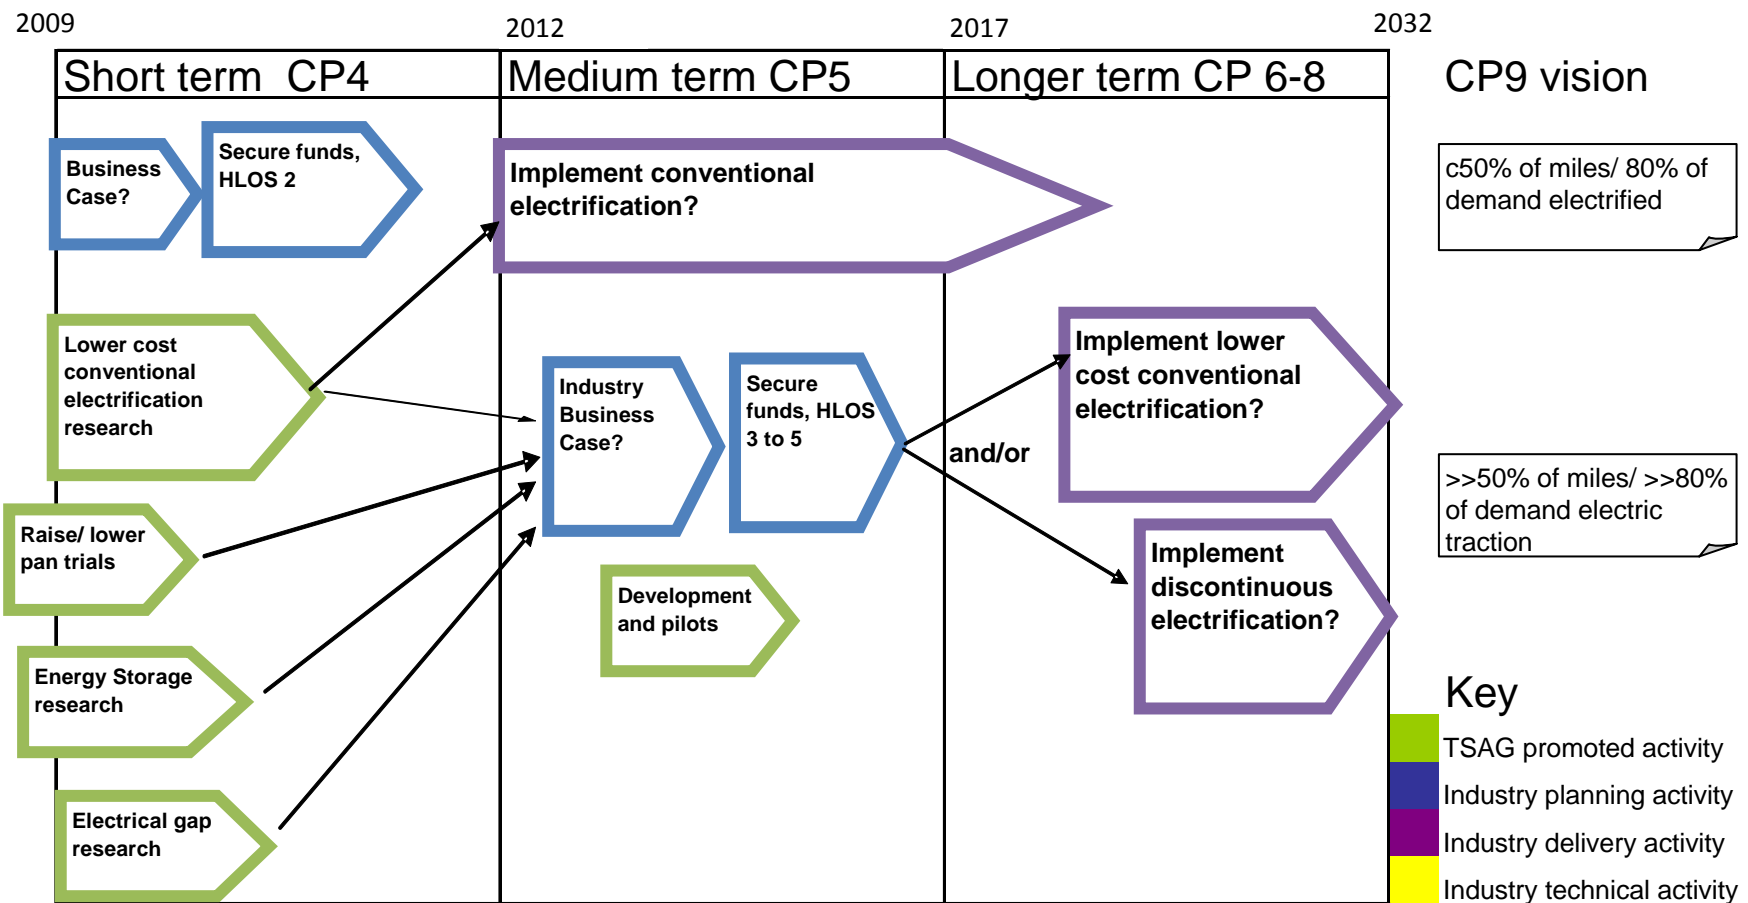 2009
2012
2017
2032
Short term CP4
Medium term CP5
Longer term CP 6-8
CP9 vision
Business
Case?
Secure funds,
HLOS 2
Implement conventional
electrification?
c50% of miles/ 80% of
demand electrified
Lower cost
conventional
electrification
research
Industry
Business
Case?
Secure
funds, HLOS
3 to 5
and/or
Implement lower
cost conventional
electrification?
>>50% of miles/ >>80%
of demand electric
traction
Raise/ lower
pan trials
Development
and pilots
Implement
discontinuous
electrification?
Energy Storage
research
Electrical gap
research
Key
TSAG promoted activity
Industry planning activity
Industry delivery activity
Industry technical activity